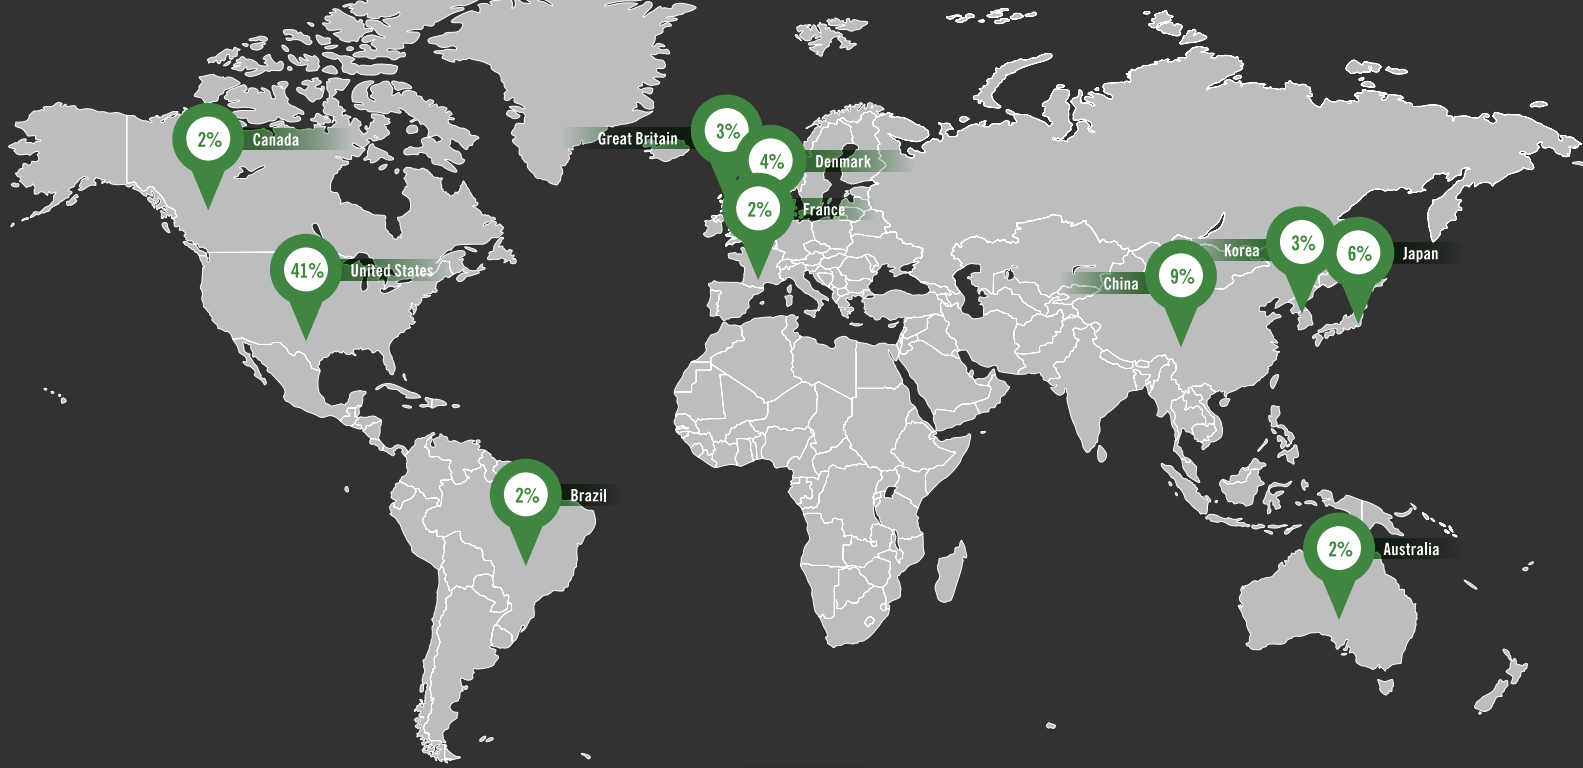 2%
Canada
Great Britain
3%
4%
Denmark
2%
France
41%
United States
China
9%
Korea
3%
6%
Japan
2%
Brazil
2%
Australia